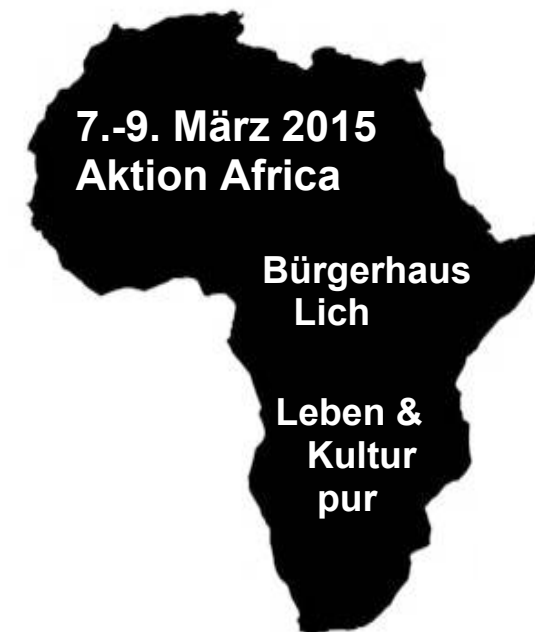 7.-9. März 2015
Aktion Africa
Bürgerhaus
Lich
Leben &
Kultur
pur